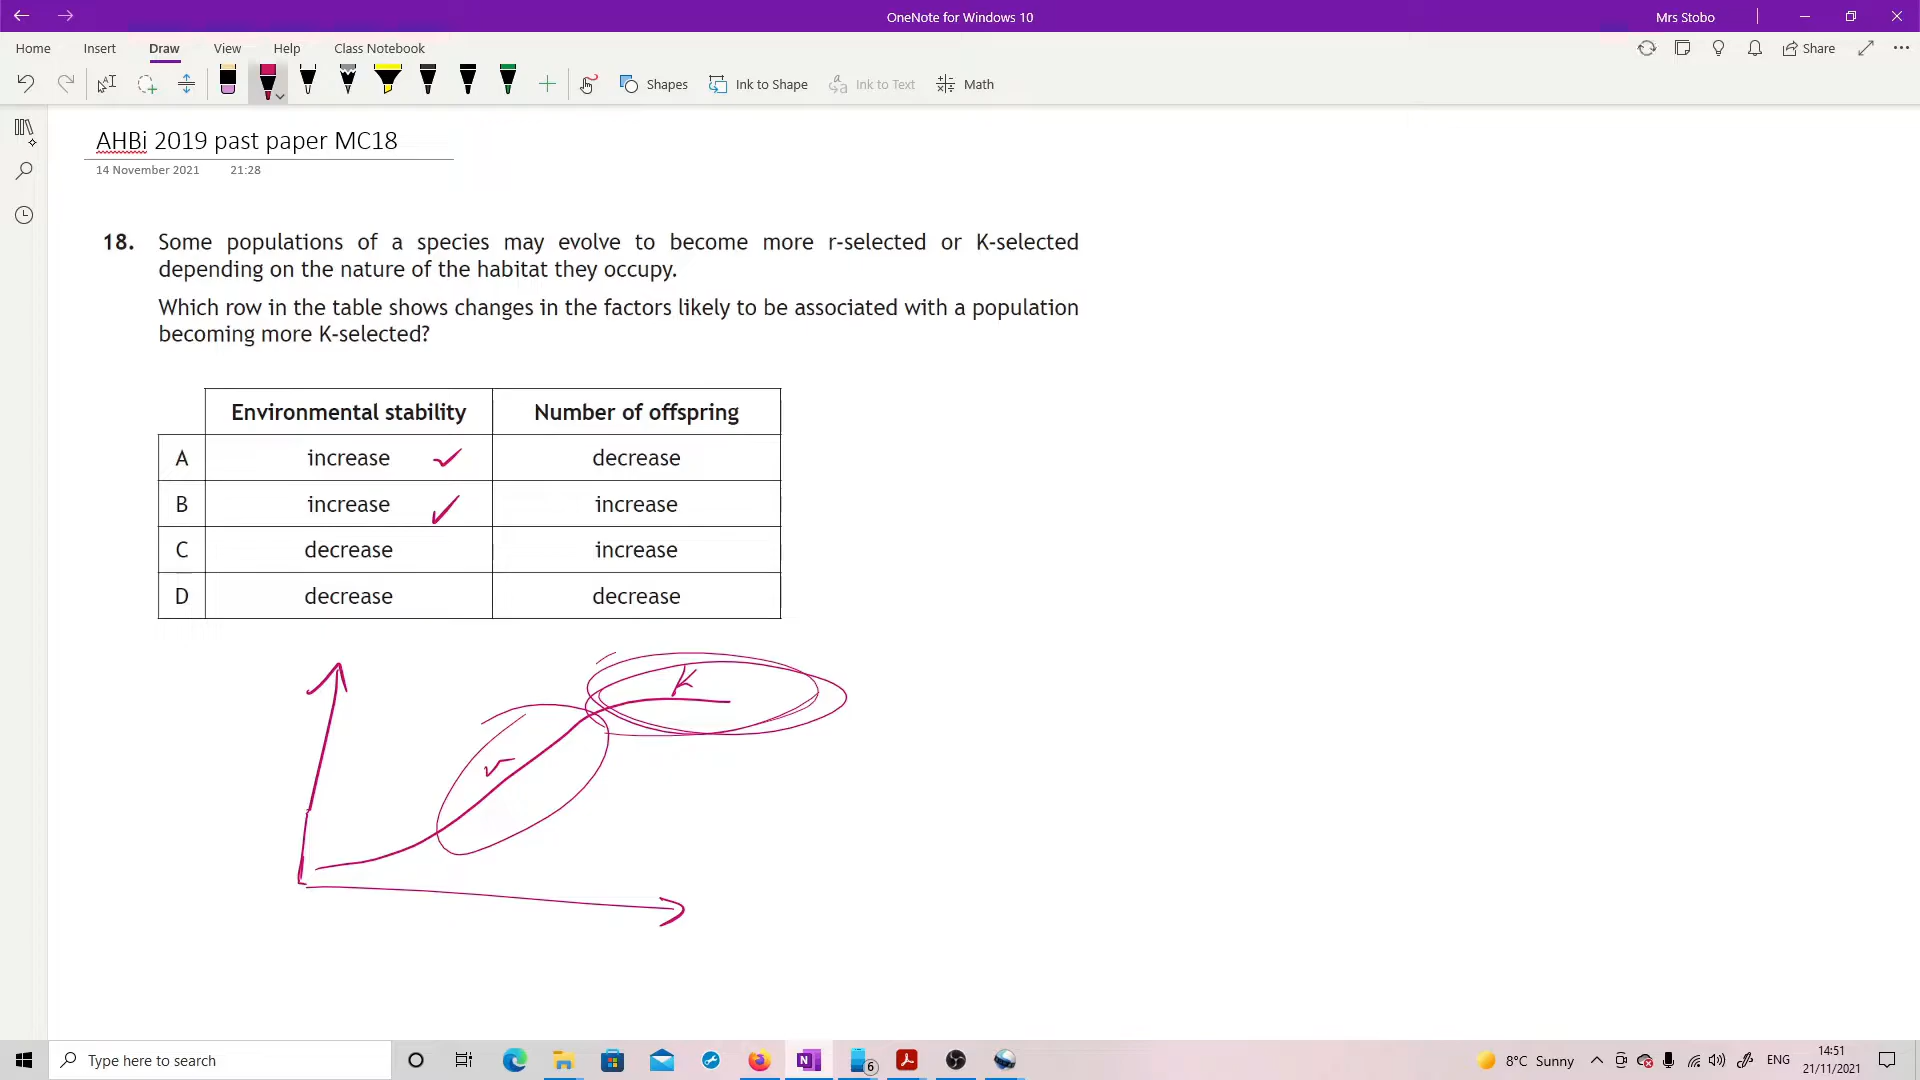 OneNote for Windows 10
Mrs Stobo
Home Insert Draw View Help Class Notebook
Share
Shapes Ink to Shape Ink to Text Math
AHBi 2019 past paper MC18
14 November 2021 21:28
18. Some populations of a species may evolve to become more r-selected or K-selected
depending on the nature of the habitat they occupy.
Which row in the table shows changes in the factors likely to be associated with a population
becoming more K-selected?
Environmental stability Number of offspring
A increase decrease
B increase increase
C decrease increase
D decrease decrease
K
r
Type here to search
6
8°C Sunny
ENG
14:51
21/11/2021